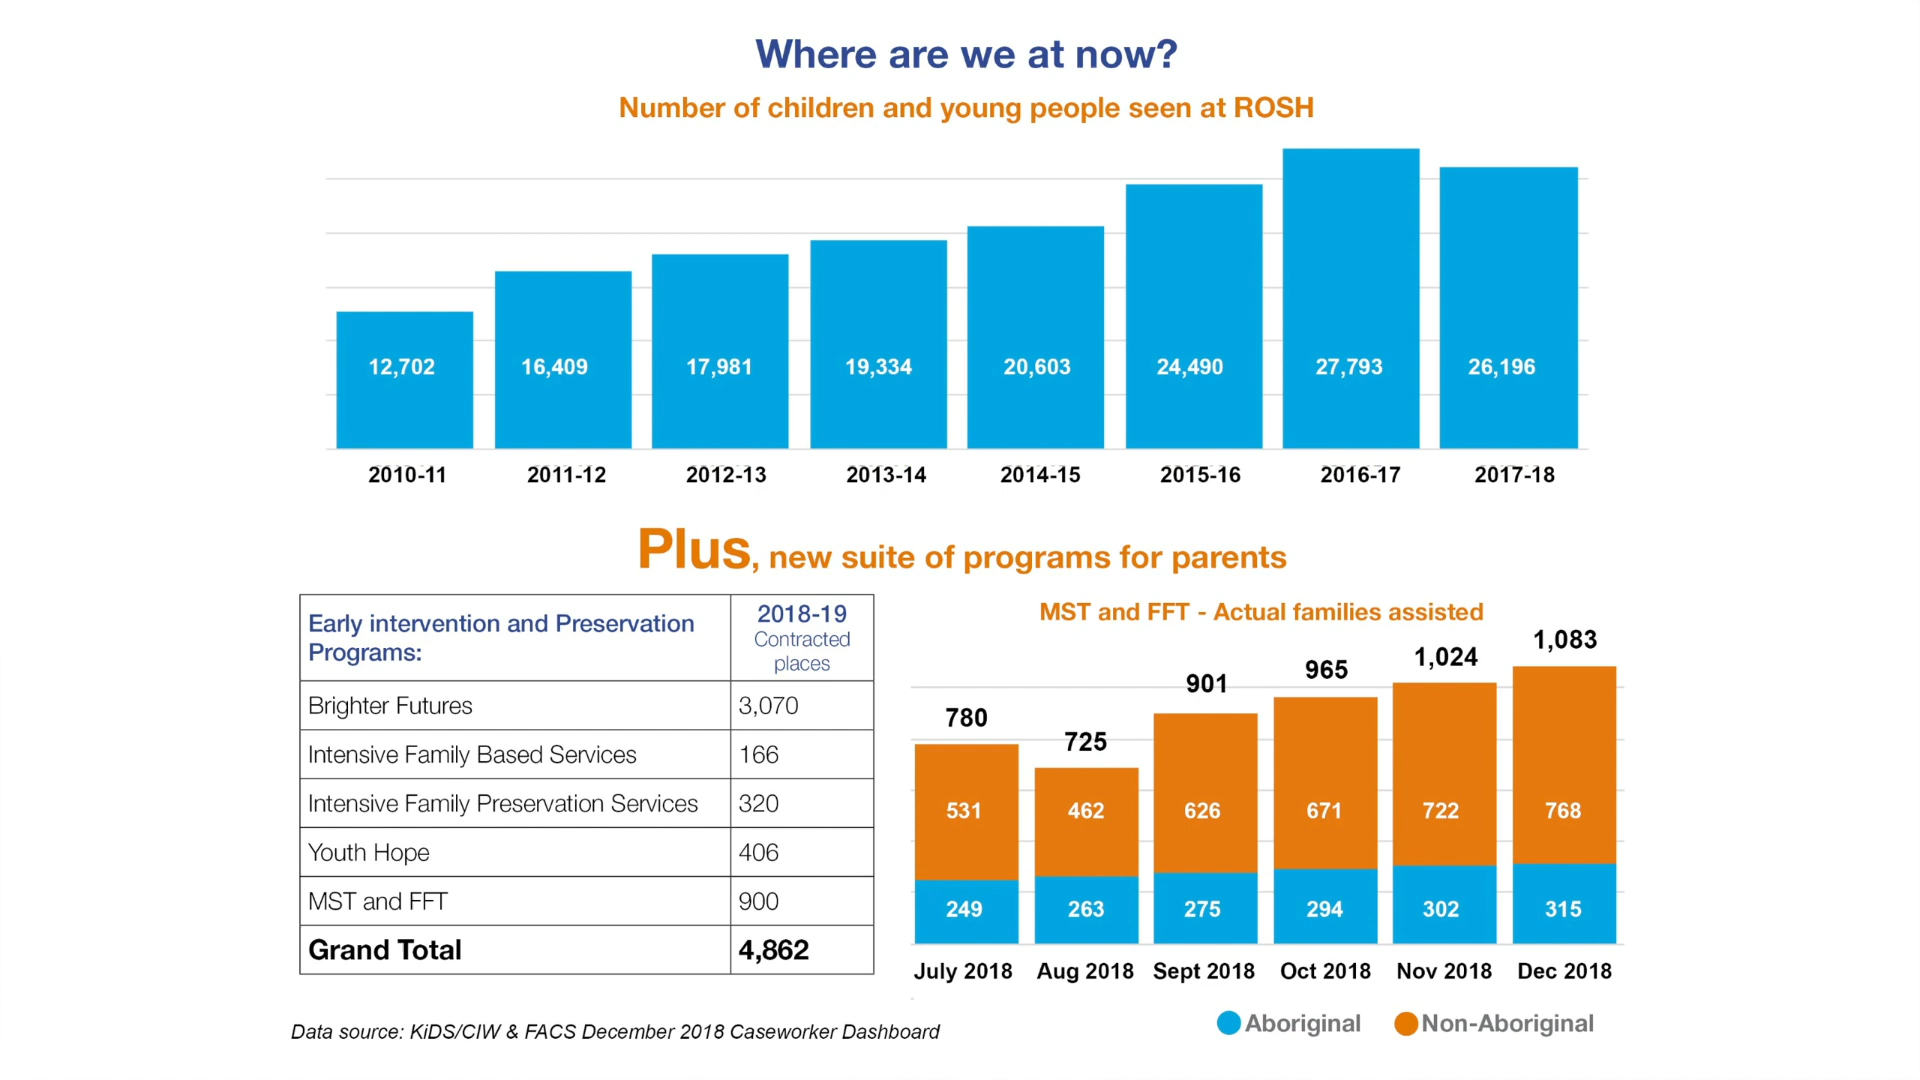 Where are we at now?
Number of children and young people seen at ROSH
12,702 16,409 17,981 19,334 20,603 24,490 27,793 26,196
2010-11 2011-12 2012-13 2013-14 2014-15 2015-16 2016-17 2017-18
Plus, new suite of programs for parents
Early intervention and Preservation
Programs:
2018-19
Contracted
places
Brighter Futures 3,070
Intensive Family Based Services 166
Intensive Family Preservation Services 320
Youth Hope 406
MST and FFT 900
Grand Total 4,862
MST and FFT - Actual families assisted
780 725 901 965 1,024 1,083
531 462 626 671 722 768
249 263 275 294 302 315
July 2018 Aug 2018 Sept 2018 Oct 2018 Nov 2018 Dec 2018
Aboriginal Non-Aboriginal
Data source: KiDS/CIW & FACS December 2018 Caseworker Dashboard